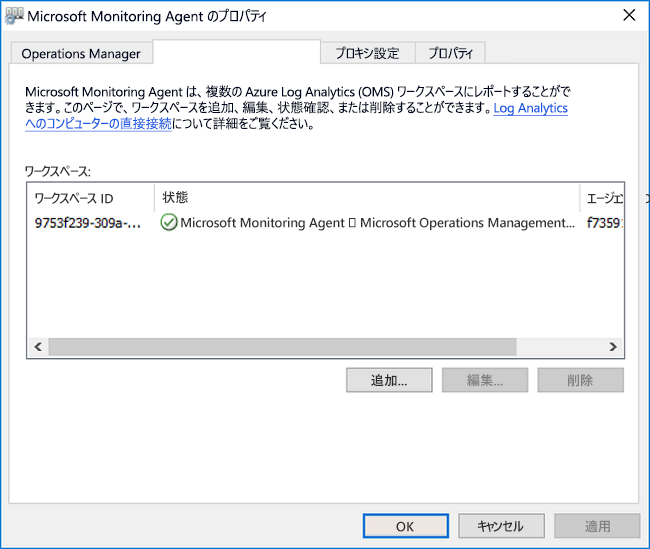 Microsoft Monitoring Agent のプロパティ
Operations Manager
プロキシ設定
プロパティ
Microsoft Monitoring Agent は、複数の Azure Log Analytics (OMS) ワークスペースにレポートすることがで
きます。このページで、ワークスペースを追加、編集、状態確認、または削除することができます。Log Analytics
へのコンピューターの直接接続について詳細をご覧ください。
ワークスペース:
ワークスペース ID 状態 エージェン
9753f239-309a-... Microsoft Monitoring Agent □ Microsoft Operations Management... f73591
追加... 編集... 削除
OK キャンセル 適用